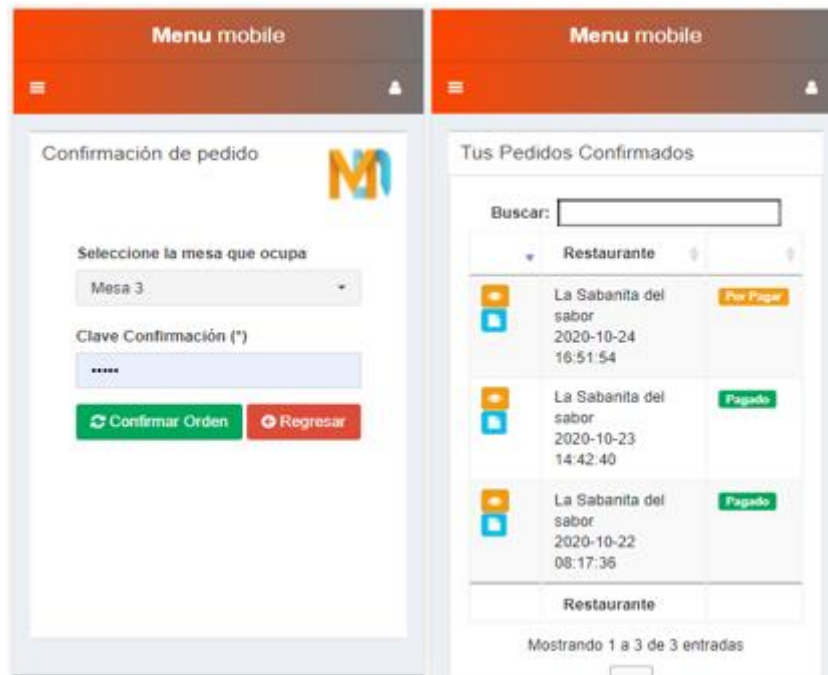 Menu mobile
Confirmación de pedido
Seleccione la mesa que ocupa
Mesa 3
Clave Confirmación (*)
•••••
Confirmar Orden Regresar
Menu mobile
Tus Pedidos Confirmados
Buscar:
Restaurante
La Sabanita del Por Pagar
sabor
2020-10-24
16:51:54
La Sabanita del Pagado
sabor
2020-10-23
14:42:40
La Sabanita del Pagado
sabor
2020-10-22
08:17:36
Restaurante
Mostrando 1 a 3 de 3 entradas